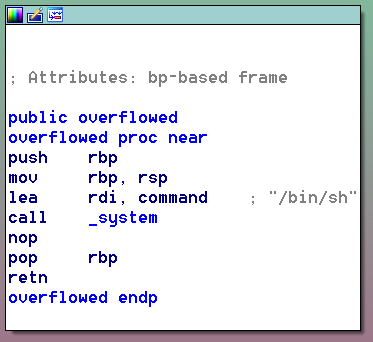 ; Attributes: bp-based frame
public overflowed
overflowed proc near
push rbp
mov rbp, rsp
lea rdi, command ; "/bin/sh"
call _system
nop
pop rbp
retn
overflowed endp